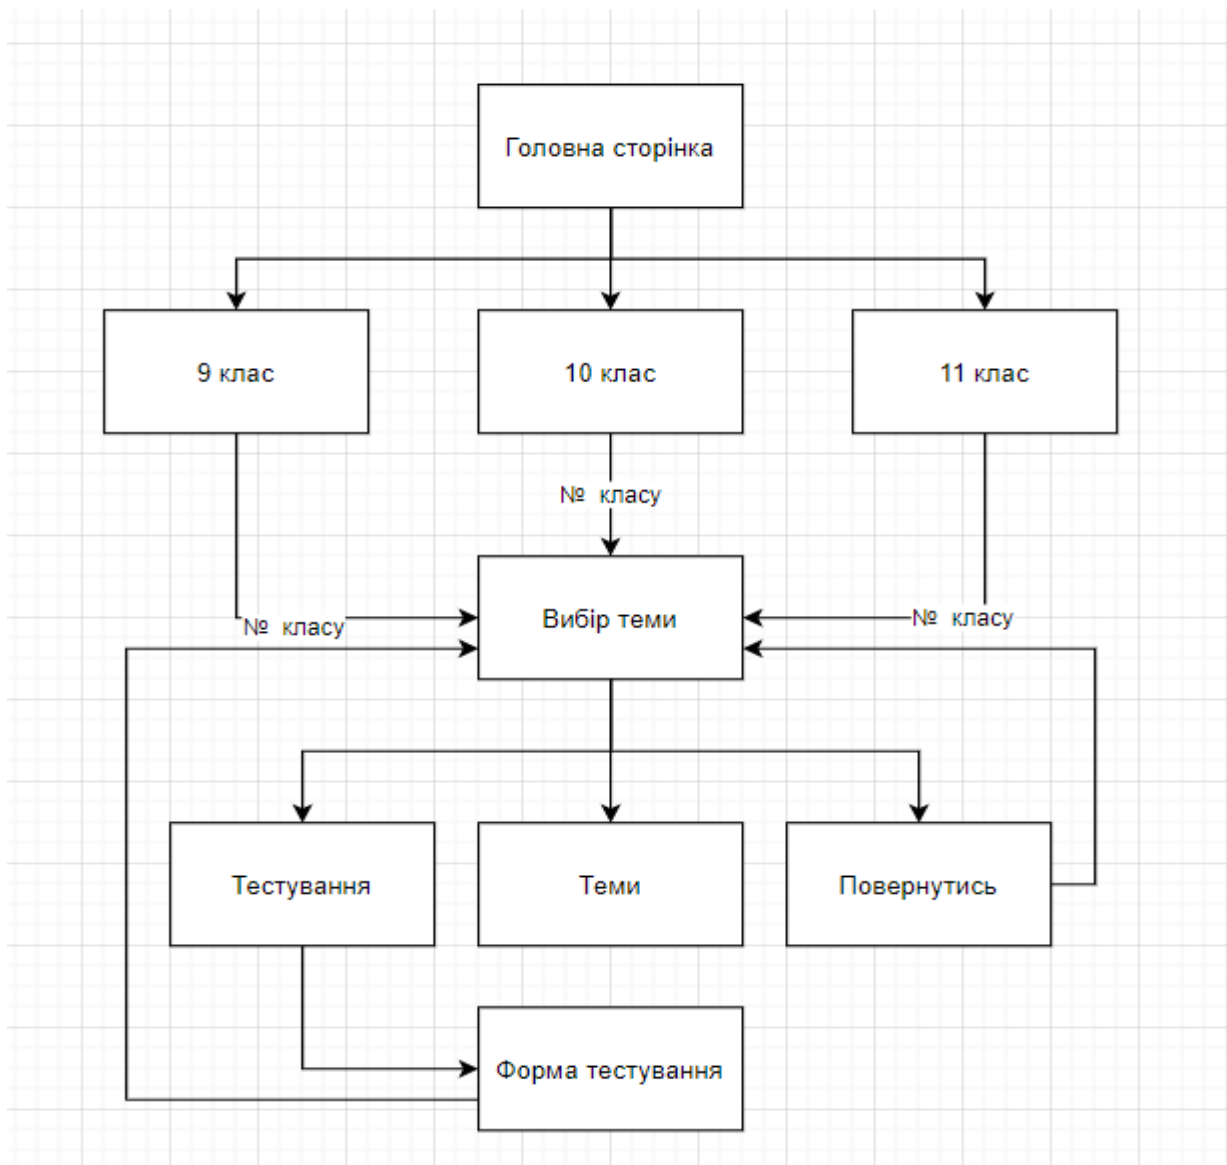 Головна сторінка
9 клас
10 клас
11 клас
№ класу
№ класу
№ класу
Вибір теми
Тестування
Теми
Повернутись
Форма тестування